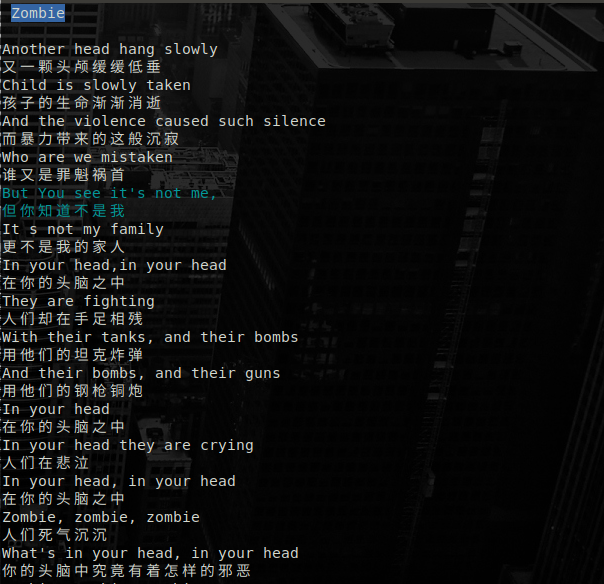 Zombie
Another head hang slowly
又一颗头颅缓缓低垂
Child is slowly taken
孩子的生命渐渐消逝
And the violence caused such silence
而暴力带来的这般沉寂
Who are we mistaken
谁又是罪魁祸首
But You see it's not me,
但你知道不是我
It s not my family
更不是我的家人
In your head,in your head
在你的头脑之中
They are fighting
人们却在手足相残
With their tanks, and their bombs
用他们的坦克炸弹
And their bombs, and their guns
用他们的钢枪铜炮
In your head
在你的头脑之中
In your head they are crying
人们在悲泣
In your head, in your head
在你的头脑之中
Zombie, zombie, zombie
人们死气沉沉
What's in your head, in your head
你的头脑中究竟有着怎样的邪恶